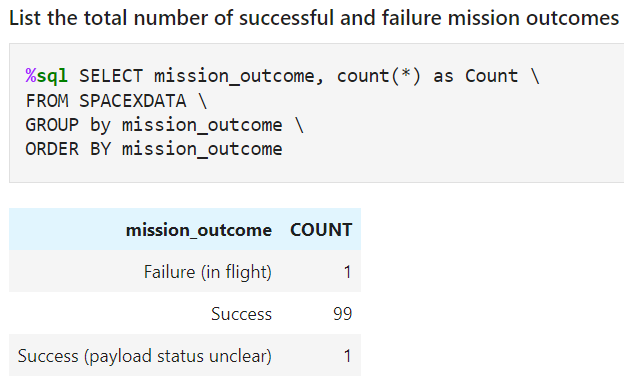 List the total number of successful and failure mission outcomes
%sql SELECT mission_outcome, count(*) as Count \
FROM SPACEXDATA \
GROUP by mission_outcome \
ORDER BY mission_outcome
mission_outcome COUNT
Failure (in flight) 1
Success 99
Success (payload status unclear) 1